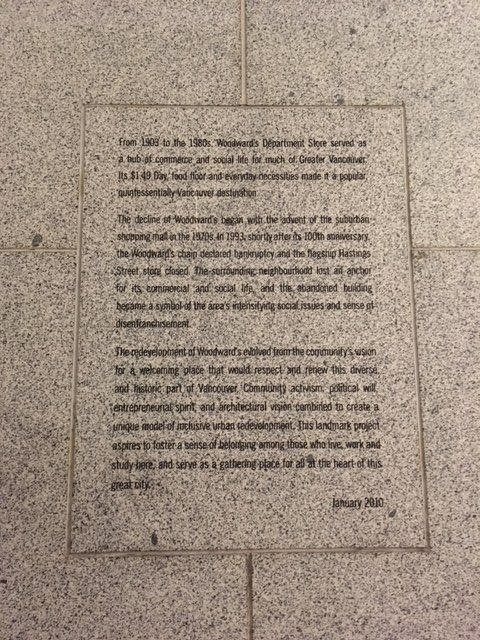 From 1903 to the 1980s, Woodward's Department Store served as
a hub of commerce and social life for much of Greater Vancouver.
Its $1.49 Day, food floor and everyday necessities made it a popular,
quintessentially Vancouver destination.
The decline of Woodward's began with the advent of the suburban
shopping mall in the 1970s. In 1993, shortly after its 100th anniversary,
the Woodward's chain declared bankruptcy and the flagship Hastings
Street store closed. The surrounding neighbourhood lost an anchor
for its commercial and social life, and the abandoned building
became a symbol of the area's intensifying social issues and sense of
disenfranchisement.
The redevelopment of Woodward's evolved from the community's vision
for a welcoming place that would respect and renew this diverse
and historic part of Vancouver. Community activism, political will,
entrepreneurial spirit, and architectural vision combined to create a
unique model of inclusive urban redevelopment. This landmark project
aspires to foster a sense of belonging among those who live, work and
study here, and serve as a gathering place for all at the heart of this
great city.
January 2010